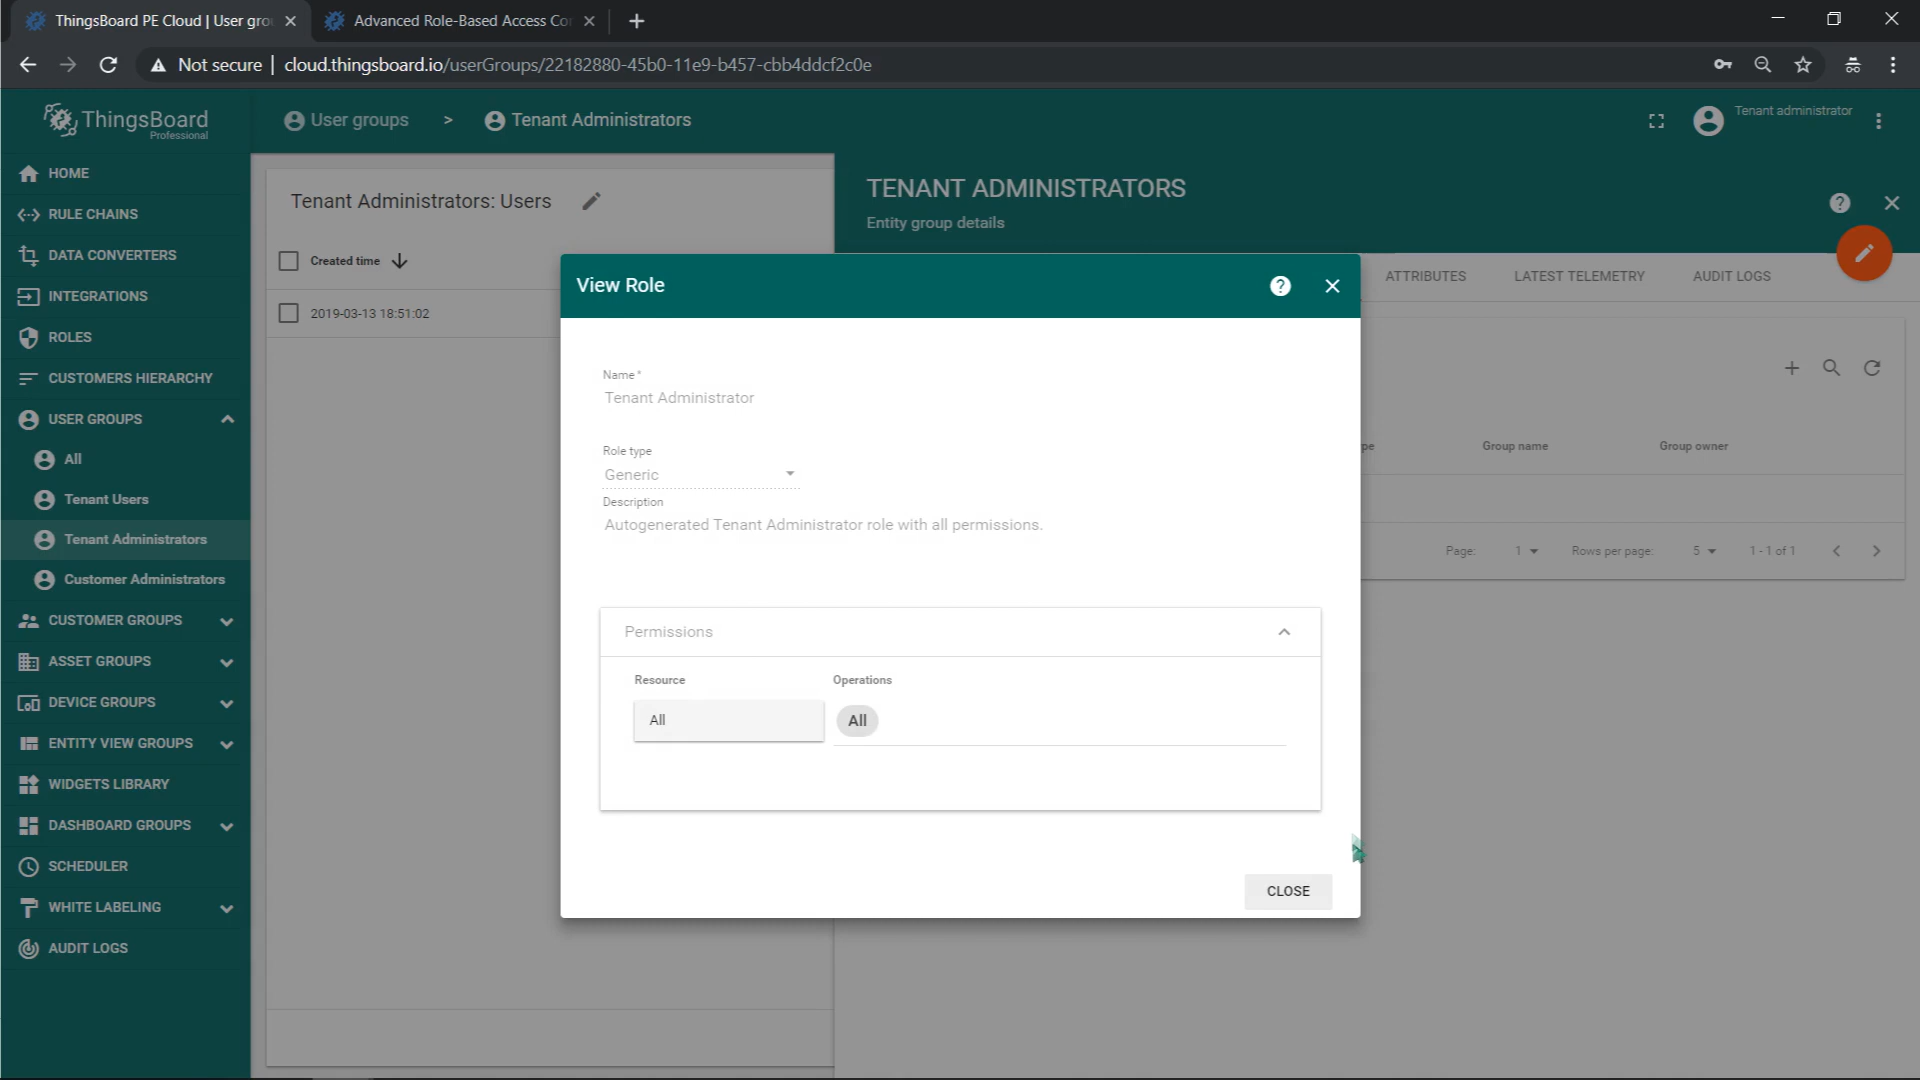 ThingsBoard PE Cloud | User gro
Advanced Role-Based Access Co
Not secure | cloud.thingsboard.io/userGroups/22182880-45b0-11e9-b457-cbb4ddcf2c0e
ThingsBoard
Professional
User groups > Tenant Administrators
Tenant administrator
HOME
RULE CHAINS
DATA CONVERTERS
INTEGRATIONS
ROLES
CUSTOMERS HIERARCHY
USER GROUPS
All
Tenant Users
Tenant Administrators
Customer Administrators
CUSTOMER GROUPS
ASSET GROUPS
DEVICE GROUPS
ENTITY VIEW GROUPS
WIDGETS LIBRARY
DASHBOARD GROUPS
SCHEDULER
WHITE LABELING
AUDIT LOGS
Tenant Administrators: Users
Created time
2019-03-13 18:51:02
TENANT ADMINISTRATORS
Entity group details
ATTRIBUTES LATEST TELEMETRY AUDIT LOGS
pe Group name Group owner
Page: 1 Rows per page: 5 1 - 1 of 1
View Role
Name *
Tenant Administrator
Role type
Generic
Description
Autogenerated Tenant Administrator role with all permissions.
Permissions
Resource Operations
All All
CLOSE